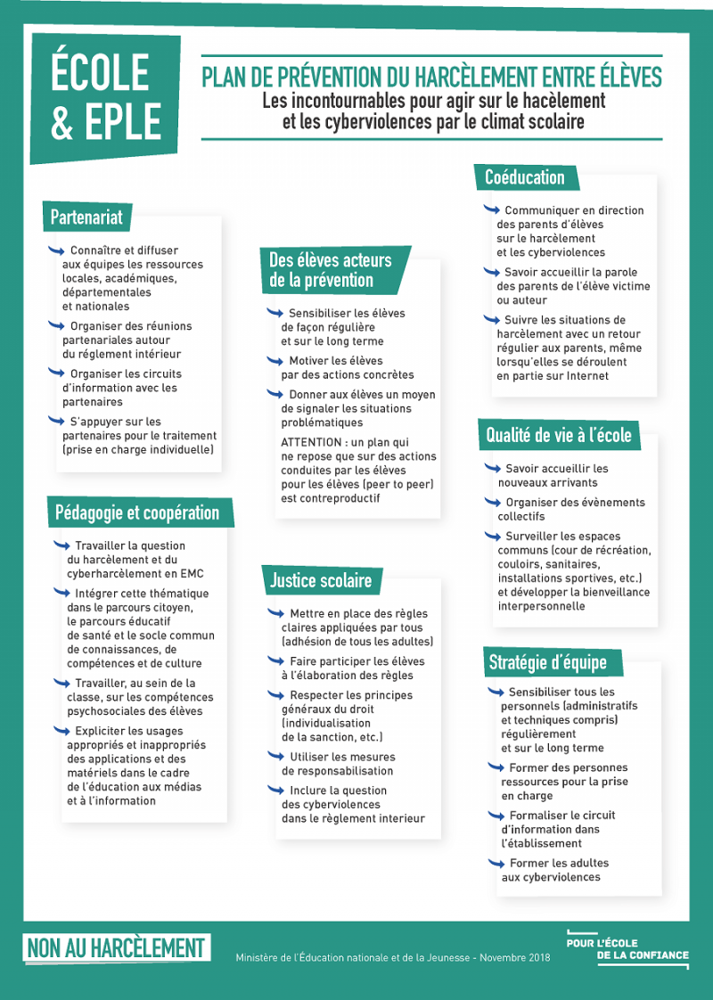 ÉCOLE
& EPLE
PLAN DE PRÉVENTION DU HARCÈLEMENT ENTRE ÉLÈVES
Les incontournables pour agir sur le hacèlement
et les cyberviolences par le climat scolaire
Partenariat
Connaître et diffuser
aux équipes les ressources
locales, académiques,
départementales
et nationales
Organiser des réunions
partenariales autour
du réglement intérieur
Organiser les circuits
d'information avec les
partenaires
S'appuyer sur les
partenaires pour le traitement
(prise en charge individuelle)
Pédagogie et coopération
Travailler la question
du harcèlement et du
cyberharcèlement en EMC
Intégrer cette thématique
dans le parcours citoyen,
le parcours éducatif
de santé et le socle commun
de connaissances, de
compétences et de culture
Travailler, au sein de la
classe, sur les compétences
psychosociales des élèves
Expliciter les usages
appropriés et inappropriés
des applications et des
matériels dans le cadre
de l'éducation aux médias
et à l'information
Des élèves acteurs
de la prévention
Sensibiliser les élèves
de façon régulière
et sur le long terme
Motiver les élèves
par des actions concrètes
Donner aux élèves un moyen
de signaler les situations
problématiques
ATTENTION : un plan qui
ne repose que sur des actions
conduites par les élèves
pour les élèves (peer to peer)
est contreproductif
Justice scolaire
Mettre en place des règles
claires appliquées par tous
(adhésion de tous les adultes)
Faire participer les élèves
à l'élaboration des règles
Respecter les principes
généraux du droit
(individualisation
de la sanction, etc.)
Utiliser les mesures
de responsabilisation
Inclure la question
des cyberviolences
dans le règlement interieur
Coéducation
Communiquer en direction
des parents d'élèves
sur le harcèlement
et les cyberviolences
Savoir accueillir la parole
des parents de l'élève victime
ou auteur
Suivre les situations de
harcèlement avec un retour
régulier aux parents, même
lorsqu'elles se déroulent
en partie sur Internet
Qualité de vie à l'école
Savoir accueillir les
nouveaux arrivants
Organiser des évènements
collectifs
Surveiller les espaces
communs (cour de récréation,
couloirs, sanitaires,
installations sportives, etc.)
et développer la bienveillance
interpersonnelle
Stratégie d'équipe
Sensibiliser tous les
personnels (administratifs
et techniques compris)
régulièrement
et sur le long terme
Former des personnes
ressources pour la prise
en charge
Formaliser le circuit
d'information dans
l'établissement
Former les adultes
aux cyberviolences
NON AU HARCÈLEMENT
Ministère de l'Éducation nationale et de la Jeunesse - Novembre 2018
POUR L'ÉCOLE
DE LA CONFIANCE